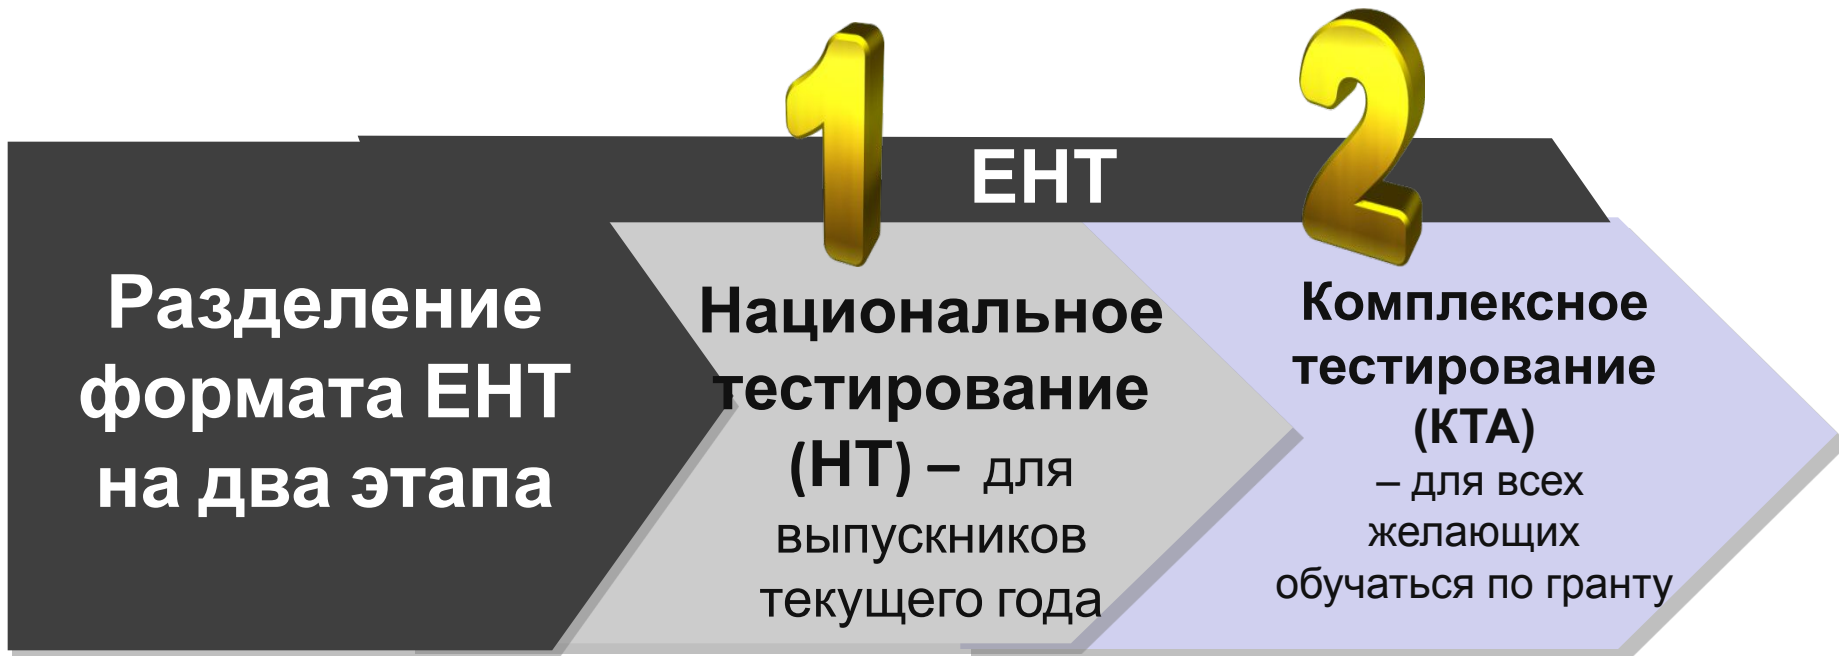 1
2
ЕНТ
Разделение
формата ЕНТ
на два этапа
Национальное
тестирование
(НТ) – для
выпускников
текущего года
Комплексное
тестирование
(КТА)
– для всех
желающих
обучаться по гранту